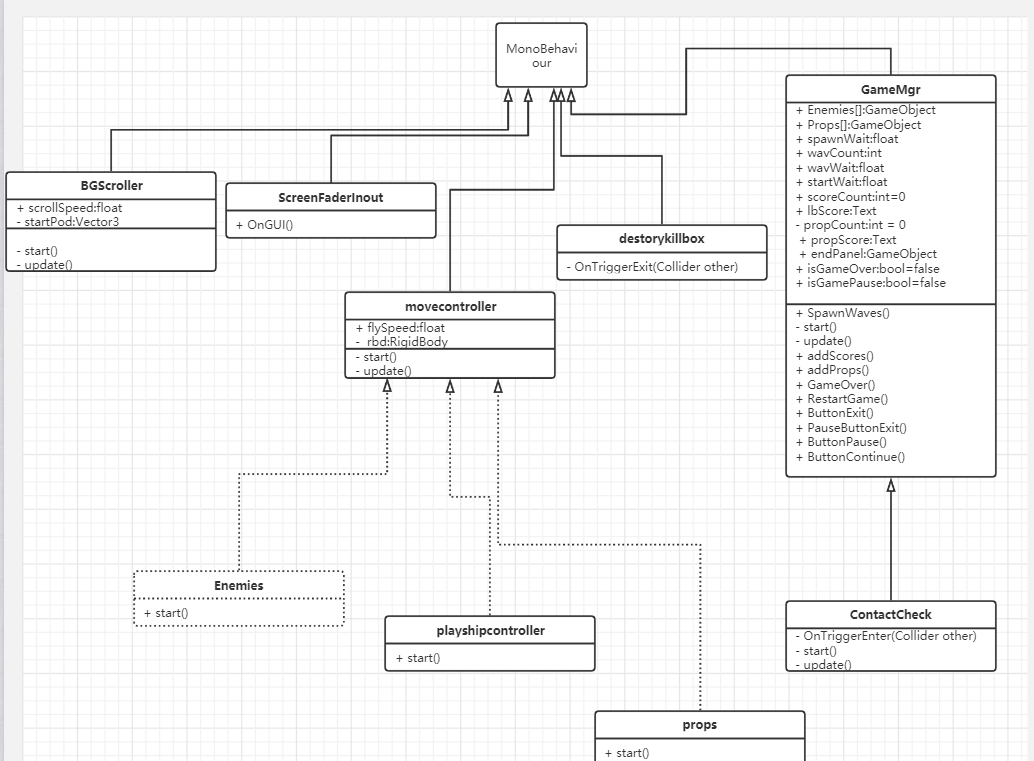 MonoBehavi
our
GameMgr
+ Enemies[]:GameObject
+ Props[]:GameObject
+ spawnWait:float
+ wavCount:int
+ wavWait:float
+ startWait:float
+ scoreCount:int=0
+ lbScore:Text
- propCount:int = 0
+ propScore:Text
+ endPanel:GameObject
+ isGameOver:bool=false
+ isGamePause:bool=false
+ SpawnWaves()
- start()
- update()
+ addScores()
+ addProps()
+ GameOver()
+ RestartGame()
+ ButtonExit()
+ PauseButtonExit()
+ ButtonPause()
+ ButtonContinue()
BGScroller
+ scrollSpeed:float
- startPod:Vector3
- start()
- update()
ScreenFaderInout
+ OnGUI()
destorykillbox
- OnTriggerExit(Collider other)
movecontroller
+ flySpeed:float
- rbd:RigidBody
- start()
- update()
Enemies
+ start()
playshipcontroller
+ start()
ContactCheck
- OnTriggerEnter(Collider other)
- start()
- update()
props
+ start()